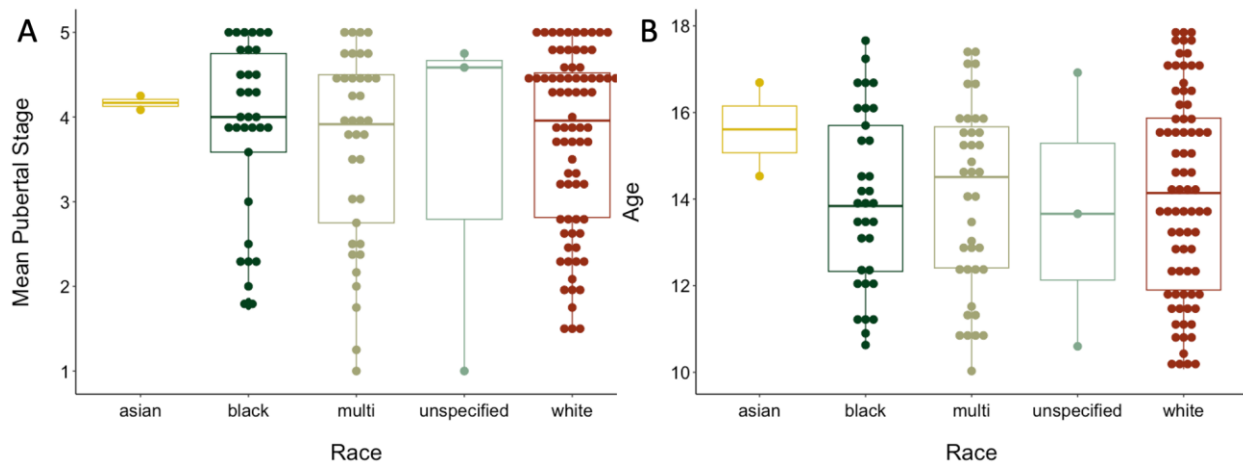 A
Mean Pubertal Stage
5
4
3
2
1
asian black multi unspecified white
Race
B
Age
18
16
14
12
10
asian black multi unspecified white
Race